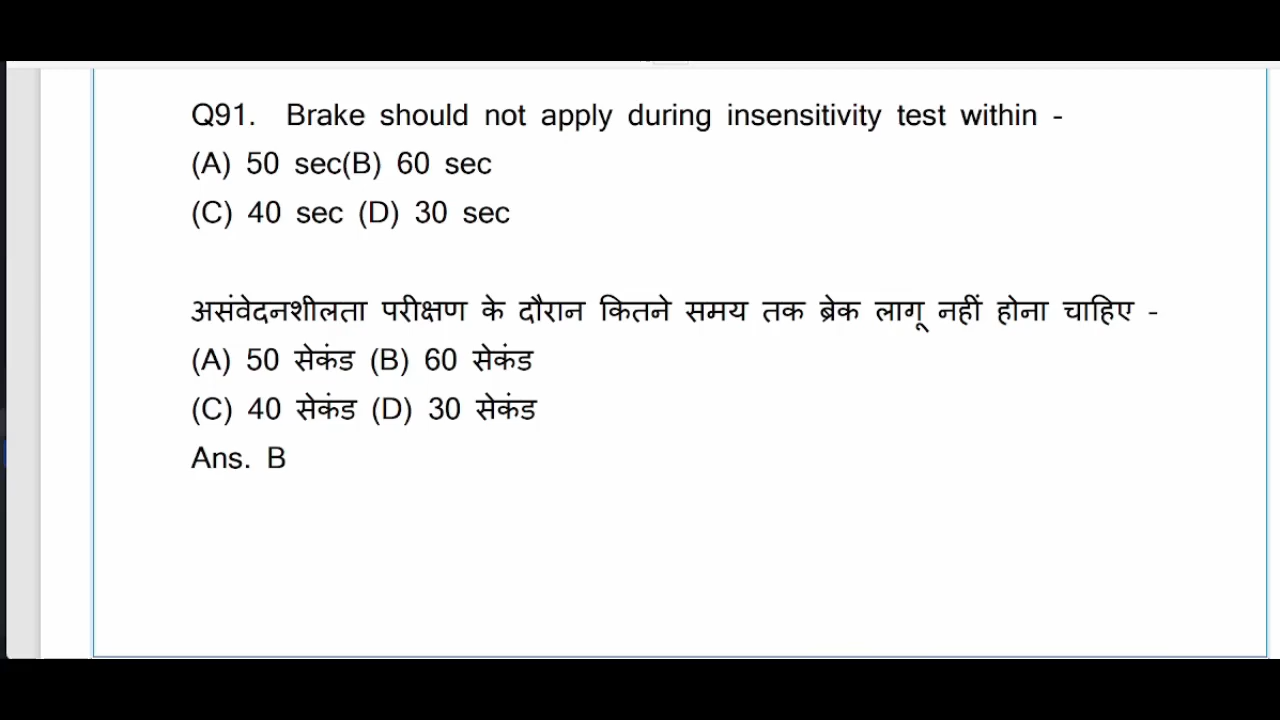 Q91. Brake should not apply during insensitivity test within -
(A) 50 sec(B) 60 sec
(C) 40 sec (D) 30 sec
असंवेदनशीलता परीक्षण के दौरान कितने समय तक ब्रेक लागू नहीं होना चाहिए -
(A) 50 सेकंड (B) 60 सेकंड
(C) 40 सेकंड (D) 30 सेकंड
Ans. B